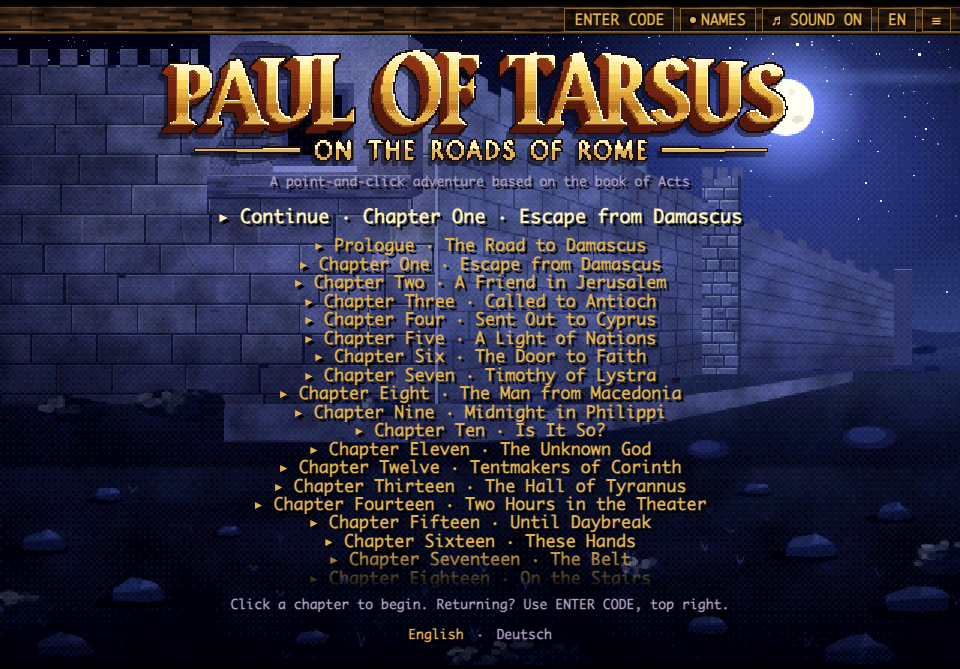 ENTER CODE
• NAMES
♬ SOUND ON
EN
≡
PAUL OF TARSUS
ON THE ROADS OF ROME
A point-and-click adventure based on the book of Acts
▸ Continue · Chapter One · Escape from Damascus
▸ Prologue · The Road to Damascus
▸ Chapter One · Escape from Damascus
▸ Chapter Two · A Friend in Jerusalem
▸ Chapter Three · Called to Antioch
▸ Chapter Four · Sent Out to Cyprus
▸ Chapter Five · A Light of Nations
▸ Chapter Six · The Door to Faith
▸ Chapter Seven · Timothy of Lystra
▸ Chapter Eight · The Man from Macedonia
▸ Chapter Nine · Midnight in Philippi
▸ Chapter Ten · Is It So?
▸ Chapter Eleven · The Unknown God
▸ Chapter Twelve · Tentmakers of Corinth
▸ Chapter Thirteen · The Hall of Tyrannus
▸ Chapter Fourteen · Two Hours in the Theater
▸ Chapter Fifteen · Until Daybreak
▸ Chapter Sixteen · These Hands
▸ Chapter Seventeen · The Belt
▸ Chapter Eighteen · On the Stairs
Click a chapter to begin. Returning? Use ENTER CODE, top right.
English · Deutsch